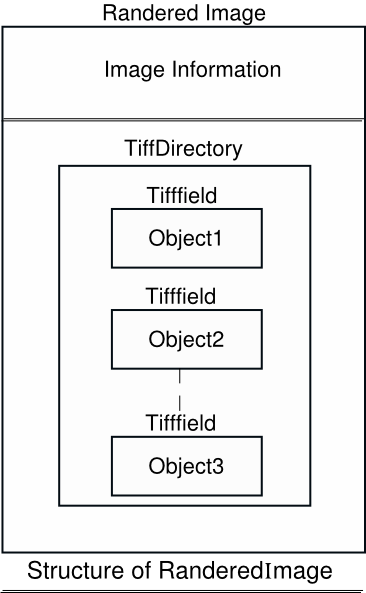 Randered Image
Image Information
TiffDirectory
Tifffield
Object1
Tifffield
Object2
Tifffield
Object3
Structure of RanderedImage